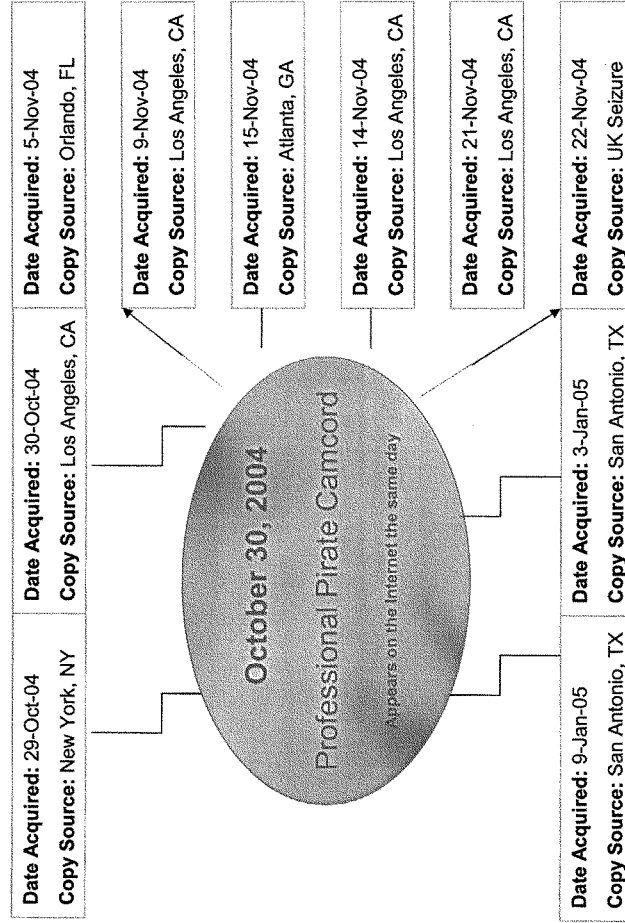 Date Acquired: 29-Oct-04
Copy Source: New York, NY
Date Acquired: 30-Oct-04
Copy Source: Los Angeles, CA
Date Acquired: 5-Nov-04
Copy Source: Orlando, FL
Date Acquired: 9-Nov-04
Copy Source: Los Angeles, CA
Date Acquired: 15-Nov-04
Copy Source: Atlanta, GA
Date Acquired: 14-Nov-04
Copy Source: Los Angeles, CA
Date Acquired: 21-Nov-04
Copy Source: Los Angeles, CA
Date Acquired: 22-Nov-04
Copy Source: UK Seizure
October 30, 2004
Professional Pirate Camcord
Appears on the Internet the same day
Date Acquired: 9-Jan-05
Copy Source: San Antonio, TX
Date Acquired: 3-Jan-05
Copy Source: San Antonio, TX